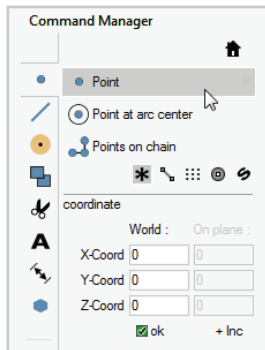 Command Manager
Point
Point at arc center
Points on chain
A
coordinate
World : On plane :
X-Coord 0 0
Y-Coord 0 0
Z-Coord 0 0
ok + Inc